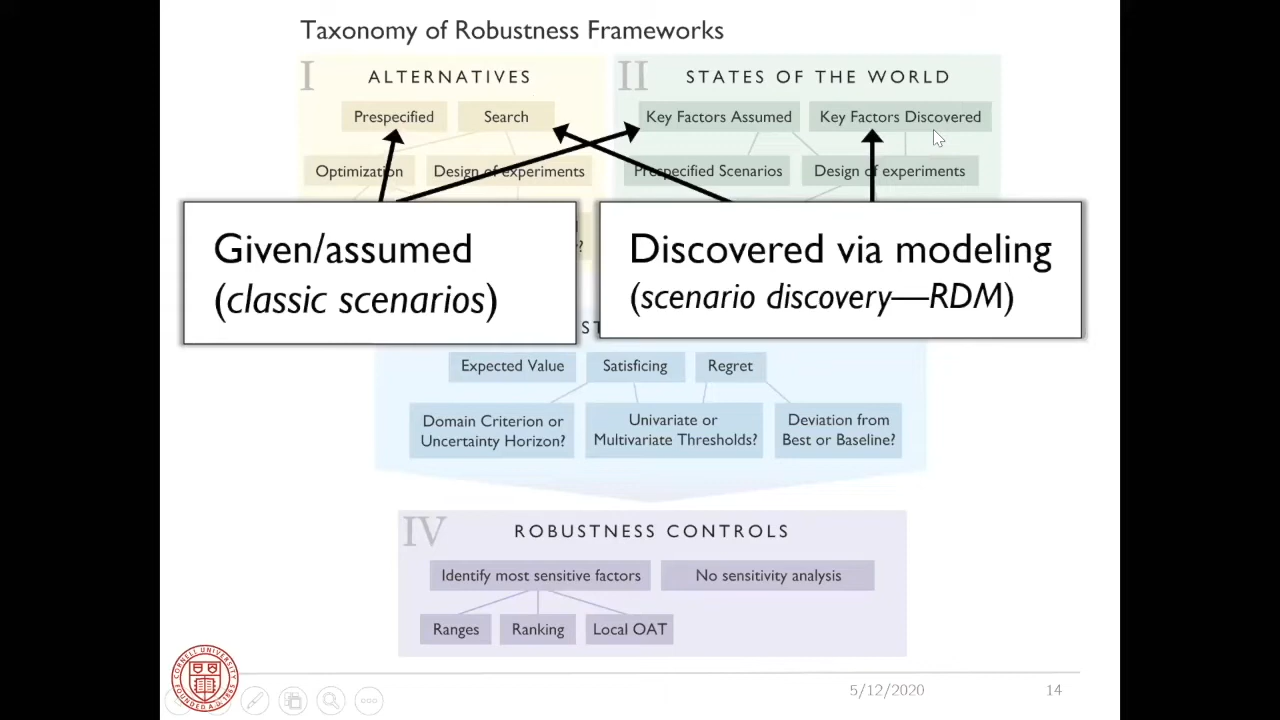 Taxonomy of Robustness Frameworks
I
ALTERNATIVES
Prespecified
Search
Optimization
Design of experiments
II
STATES OF THE WORLD
Key Factors Assumed
Key Factors Discovered
Prespecified Scenarios
Design of experiments
Given/assumed
(classic scenarios)
Discovered via modeling
(scenario discovery—RDM)
Expected Value
Satisficing
Regret
Domain Criterion or
Uncertainty Horizon?
Univariate or
Multivariate Thresholds?
Deviation from
Best or Baseline?
IV
ROBUSTNESS CONTROLS
Identify most sensitive factors
No sensitivity analysis
Ranges
Ranking
Local OAT
5/12/2020
14